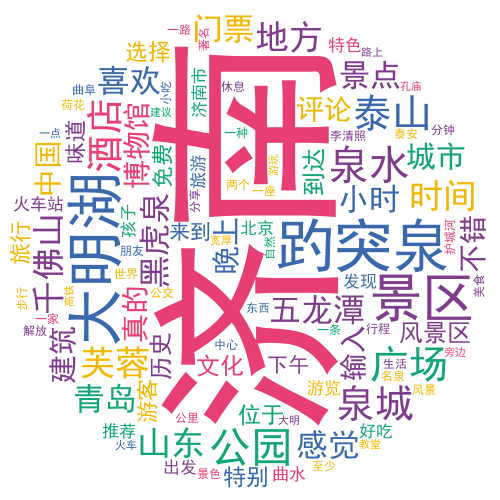 济南
大明湖
趵突泉
景区
公园
广场
泉城
泉水
泰山
酒店
时间
山东
青岛
千佛山
芙蓉
五龙潭
黑虎泉
博物馆
喜欢
门票
地方
景点
中国
真的
建筑
感觉
小时
城市
不错
晚上
输入
选择
味道
免费
评论
到达
特色
旅游
来到
北京
历史
文化
下午
位于
游客
旅行
特别
曲水
好吃
风景区
发现
游览
推荐
出发
景色
火车站
孩子
朋友
济南市
李清照
护城河
一路
著名
路上
曲阜
小吃
荷花
建议
休息
孔庙
一种
一点
泰安
分钟
两个
游玩
一座
分享
宽厚
自然
世界
步行
高铁
公交
一家
解放
东西
一条
行程
美食
中心
旁边
生活
名泉
风景
公里
大明
教堂
至少
火车